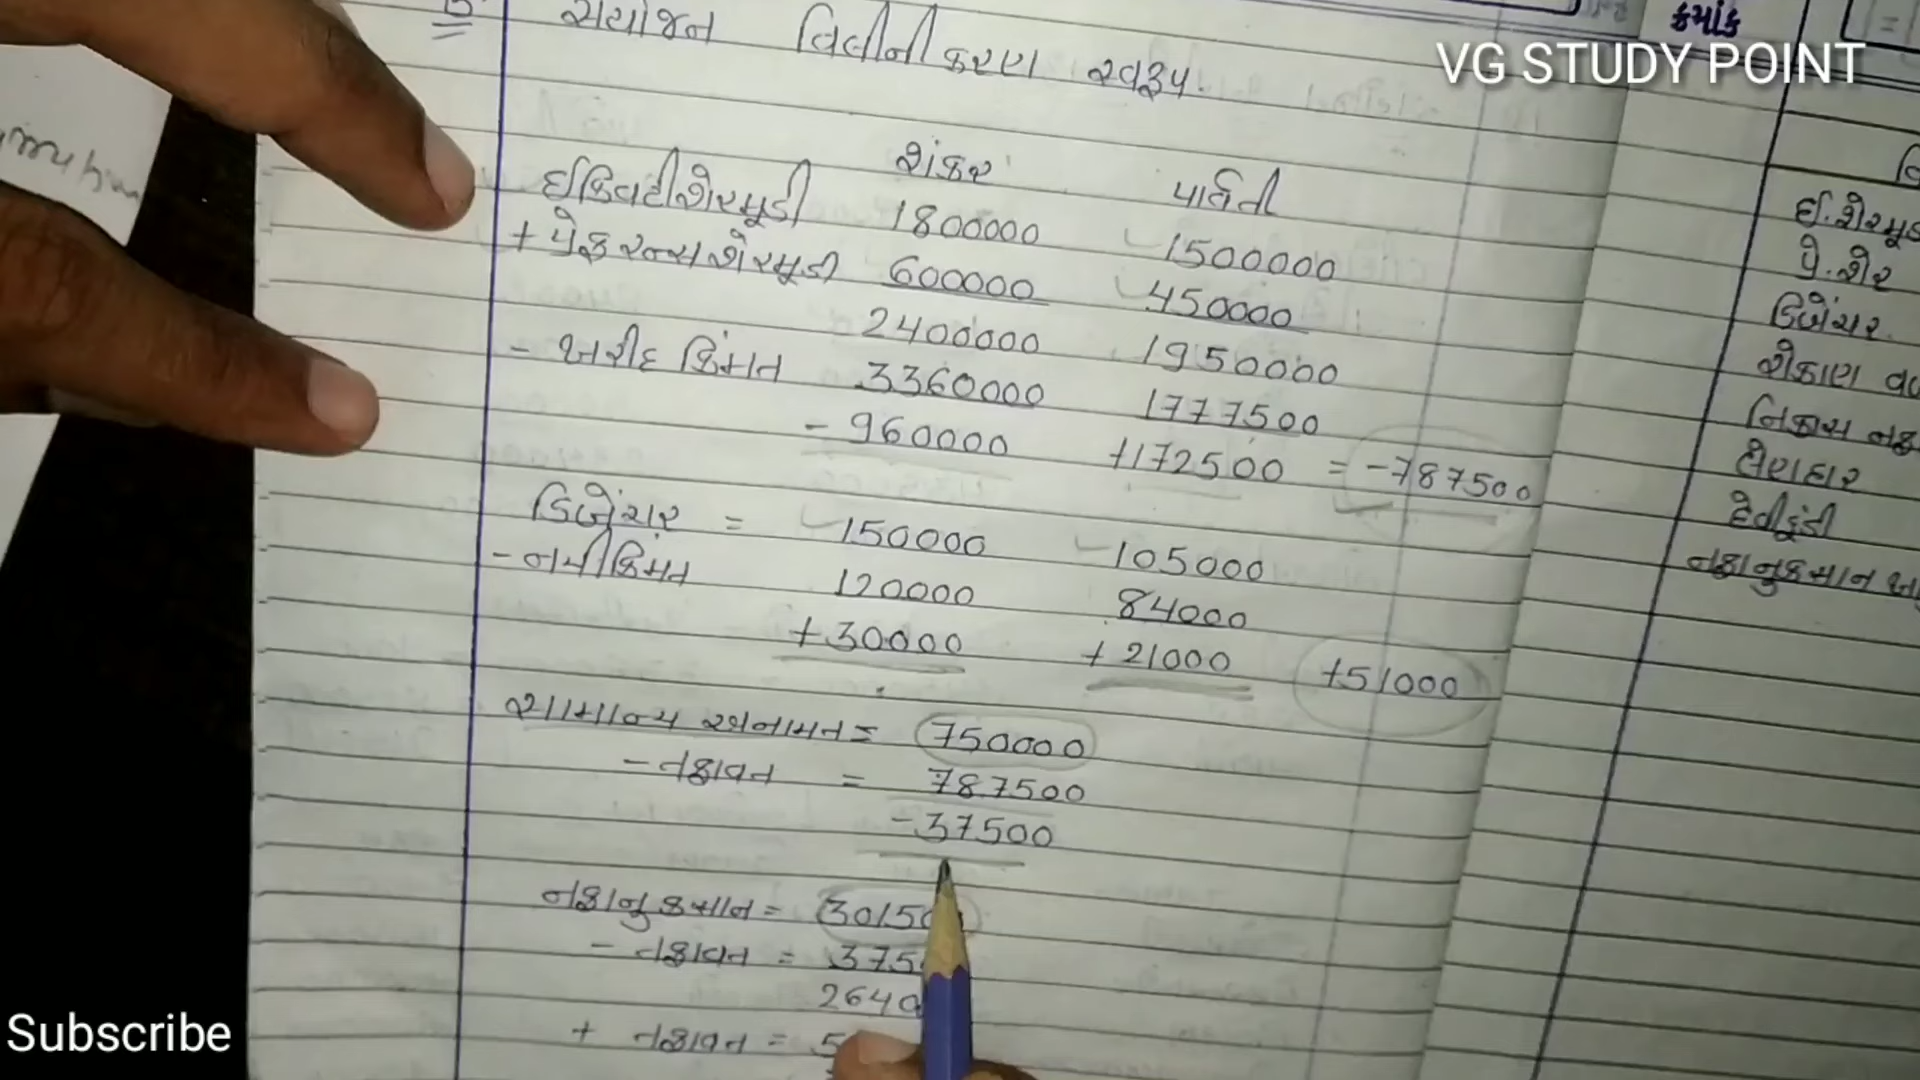 VG STUDY POINT
Subscribe
ક્રમાંક
સંયોજન વિલીનીકરણ સ્વરૂપ
શંકર પાર્વતી
ઈક્વિટીશેરમૂડી 1800000 1500000
+ પ્રેફરન્સશેરમૂડી 600000 450000
2400000 1950000
- ખરીદ કિંમત 3360000 1777500
- 960000 +172500 = -787500
ડિબેંચર = 150000 105000
- નવીકિંમત 120000 84000
+30000 + 21000 +51000
સામાન્ય અનામત = 750000
- તફાવત = 787500
-37500
નફાનુકસાન =
- તફાવત =
+ તફાવત =
ઈ.શેરમૂડ
પ્રે.શેર
ડિબેંચર
રોકાણ વ
લેણદાર
દેવીહૂંડી
નફાનુકસાન